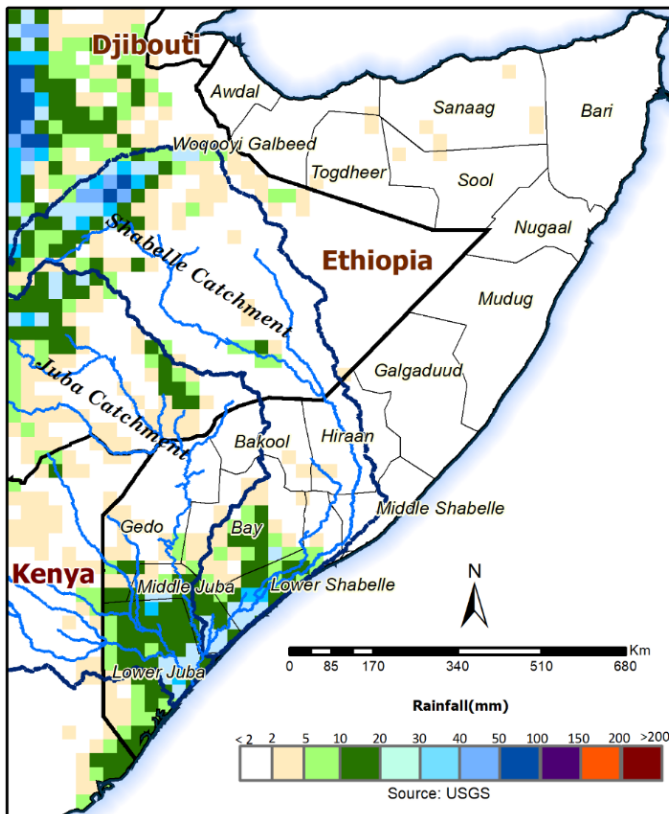 Djibouti
Awdal
Sanaag
Bari
Woqooyi Galbeed
Togdheer
Sool
Nugaal
Shabelle Catchment
Ethiopia
Mudug
Galgaduud
Juba Catchment
Bakool
Hiraan
Middle Shabelle
Gedo
Bay
Kenya
Middle Juba
Lower Shabelle
N
Lower Juba
Km
0 85 170 340 510 680
Rainfall(mm)
< 2 2 5 10 20 30 40 50 100 150 200 >200
Source: USGS